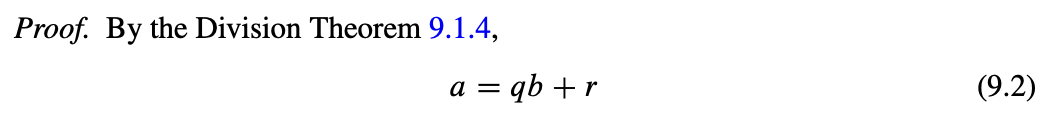 Proof. By the Division Theorem 9.1.4,
a = qb + r (9.2)